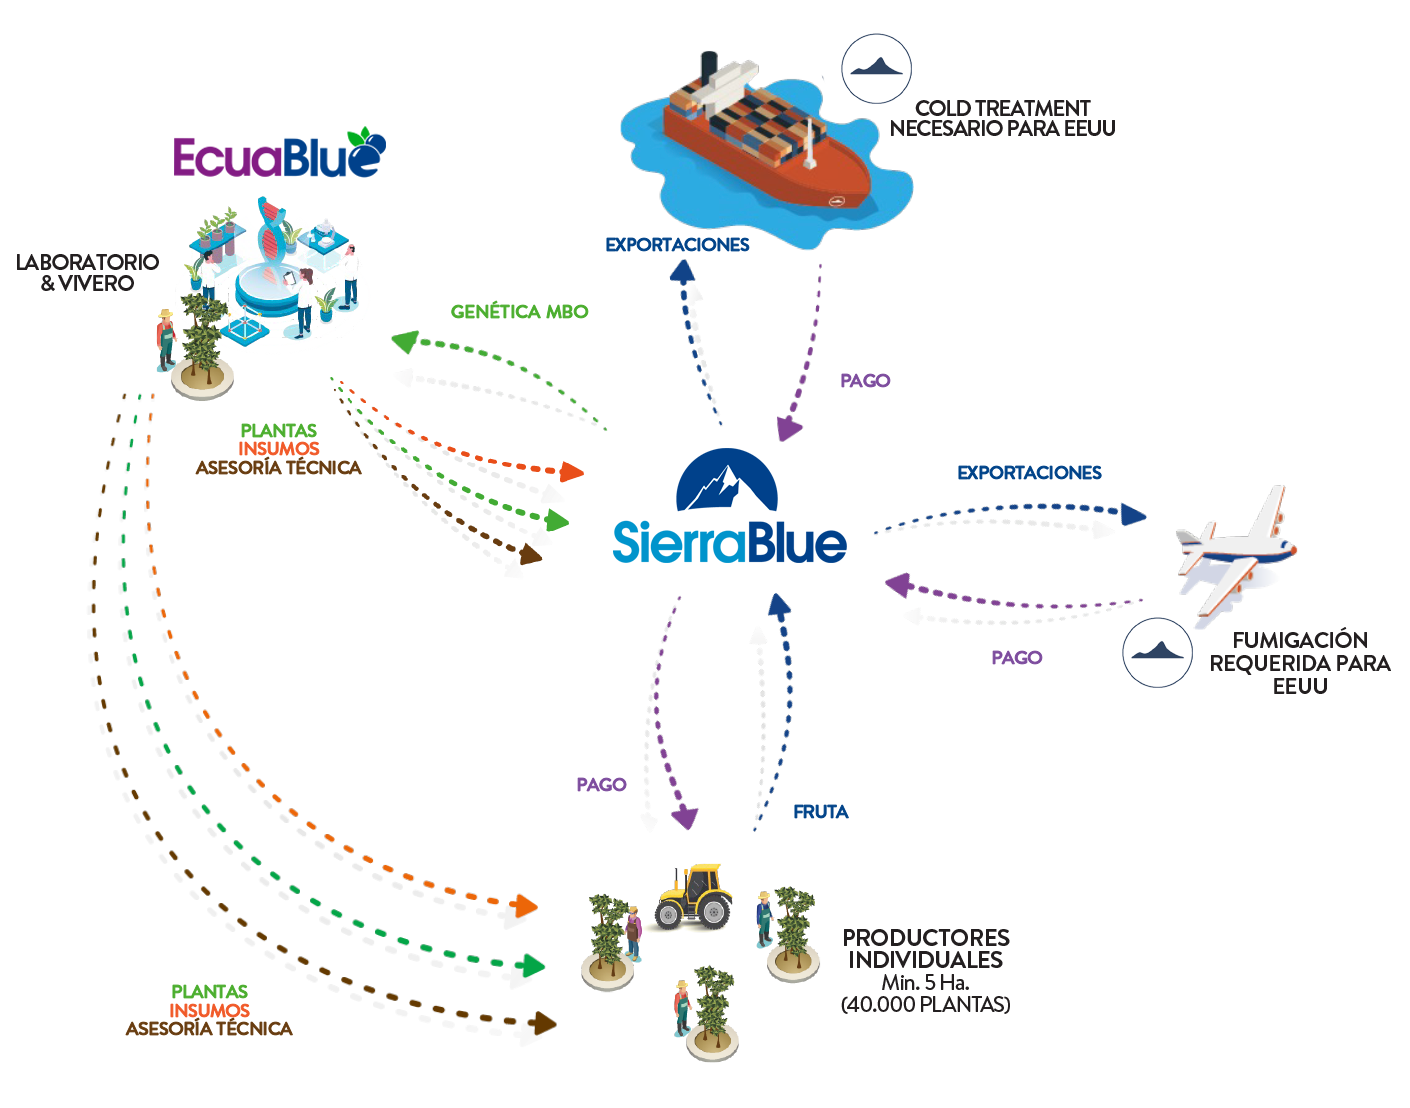 COLD TREATMENT
NECESARIO PARA EEUU
EcuaBlue
LABORATORIO
& VIVERO
EXPORTACIONES
GENÉTICA MBO
PAGO
PLANTAS
INSUMOS
ASESORÍA TÉCNICA
SierraBlue
EXPORTACIONES
PAGO
FUMIGACIÓN
REQUERIDA PARA
EEUU
PAGO
FRUTA
PRODUCTORES
INDIVIDUALES
Min. 5 Ha.
(40.000 PLANTAS)
PLANTAS
INSUMOS
ASESORÍA TÉCNICA